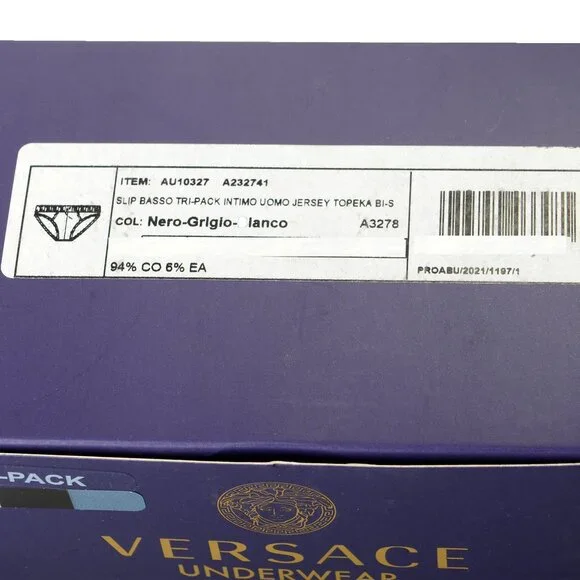 ITEM: AU10327 A232741
SLIP BASSO TRI-PACK INTIMO UOMO JERSEY TOPEKA BI-S
COL: Nero-Grigio- ianco A3278
94% CO 6% EA
PROABU/2021/1197/1
-PACK
VERSACE
UNDERWEAR